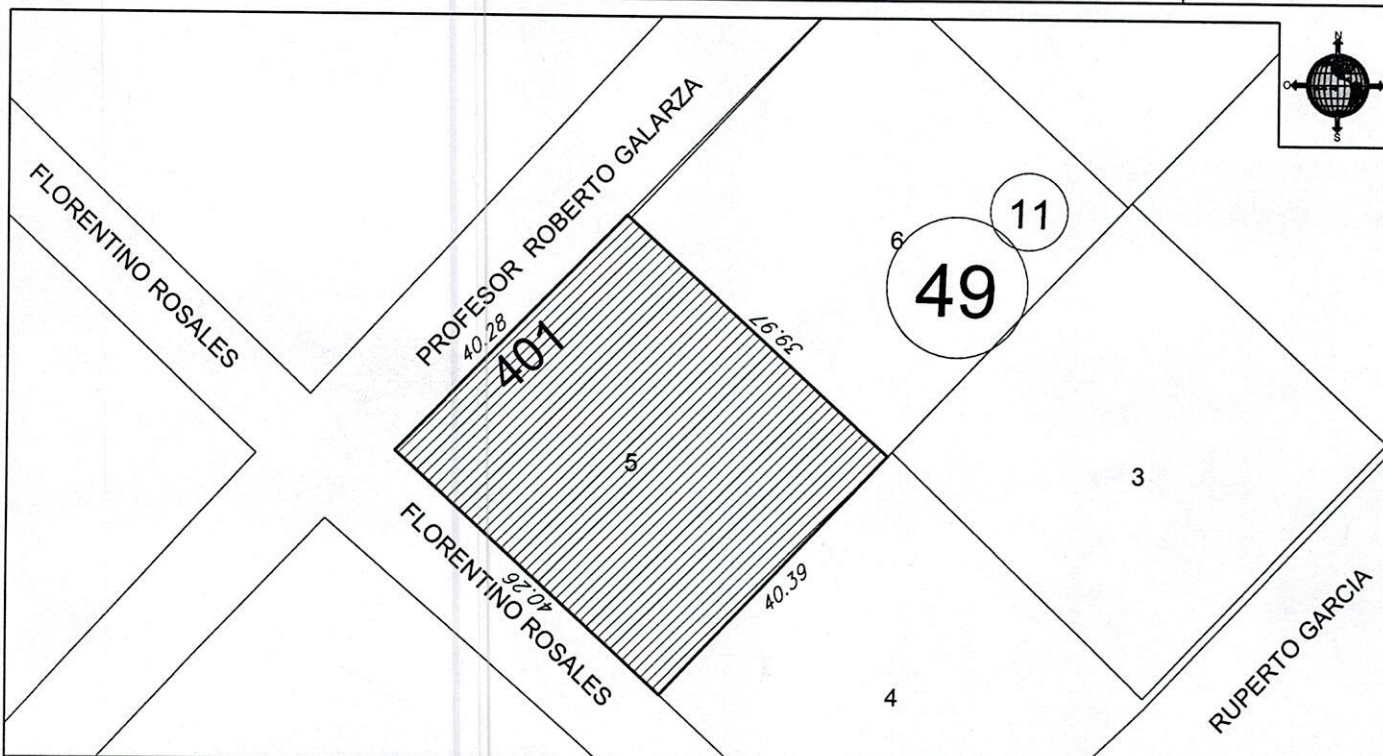 N
O
S
FLORENTINO ROSALES
PROFESOR ROBERTO GALARZA
40.28
401
6
11
49
39.97
5
3
FLORENTINO ROSALES
40.26
40.39
4
RUPERTO GARCIA